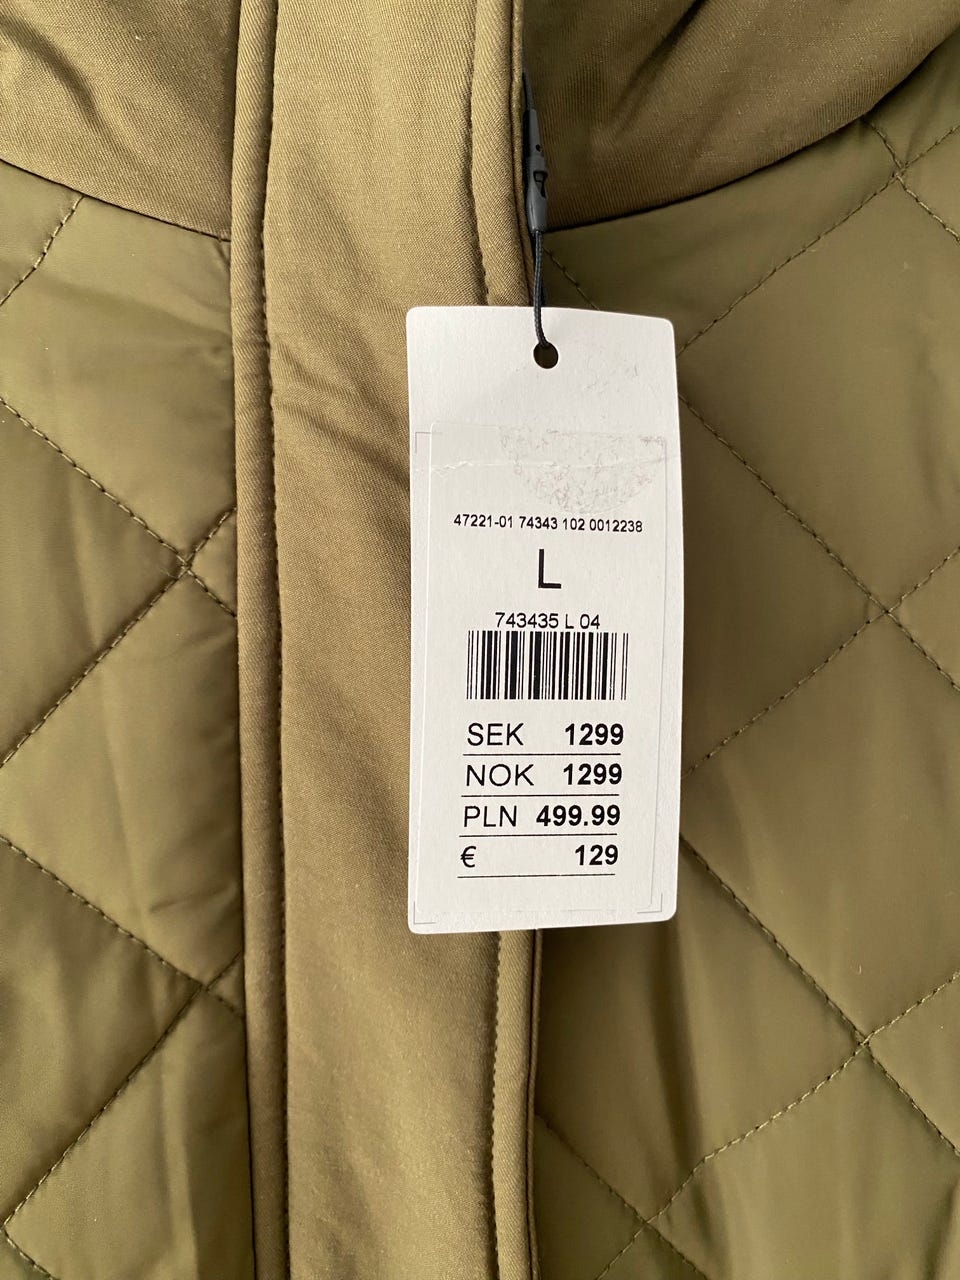 47221-01 74343 102 0012238
L
743435 L 04
SEK 1299
NOK 1299
PLN 499.99
€ 129